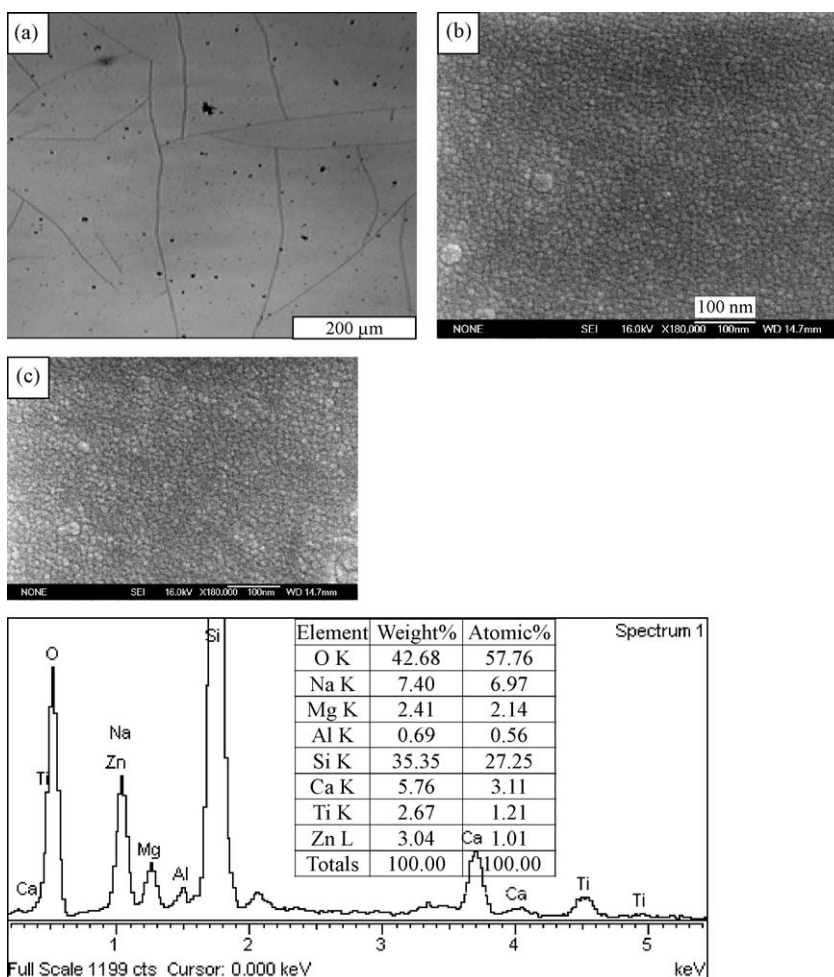 (a)
200 µm
(b)
100 nm
NONE SEI 16.0kV X180,000 100nm WD 14.7mm
(c)
NONE SEI 16.0kV X180,000 100nm WD 14.7mm
Spectrum 1
Element Weight% Atomic%
O K 42.68 57.76
Na K 7.40 6.97
Mg K 2.41 2.14
Al K 0.69 0.56
Si K 35.35 27.25
Ca K 5.76 3.11
Ti K 2.67 1.21
Zn L 3.04 1.01
Totals 100.00 100.00
Si
O
Na
Ti Zn
Mg
Al
Ca
Ca
Ca
Ti
Ti
1 2 3 4 5
Full Scale 1199 cts Cursor: 0.000 keV keV